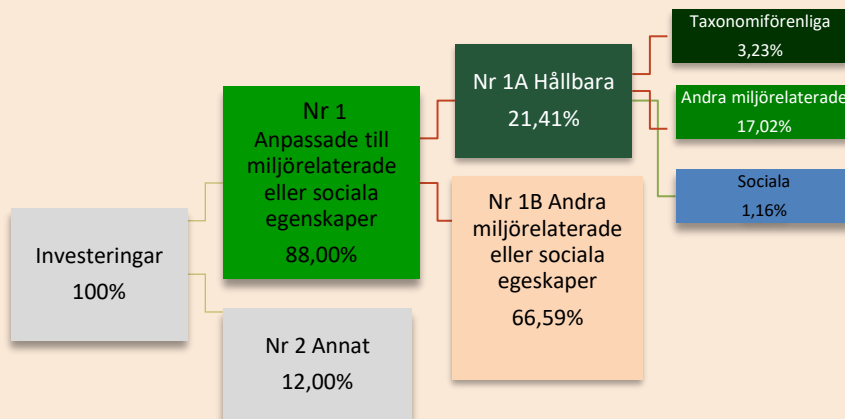 Investeringar
100%
Nr 1
Anpassade till
miljörelaterade
eller sociala
egenskaper
88,00%
Nr 2 Annat
12,00%
Nr 1A Hållbara
21,41%
Nr 1B Andra
miljörelaterade
eller sociala
egeskaper
66,59%
Taxonomiförenliga
3,23%
Andra miljörelaterade
17,02%
Sociala
1,16%